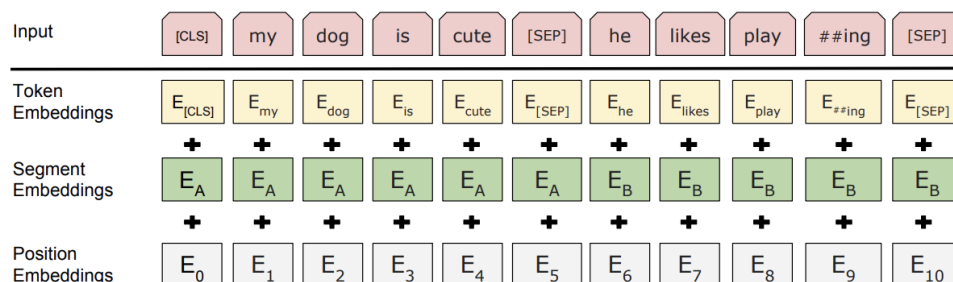 Input [CLS] my dog is cute [SEP] he likes play ##ing [SEP]
Token
Embeddings E[CLS] Emy Edog Eis Ecute E[SEP] Ehe Elikes Eplay E##ing E[SEP]
+ + + + + + + + + + +
Segment
Embeddings EA EA EA EA EA EA EB EB EB EB EB
+ + + + + + + + + + +
Position
Embeddings E0 E1 E2 E3 E4 E5 E6 E7 E8 E9 E10